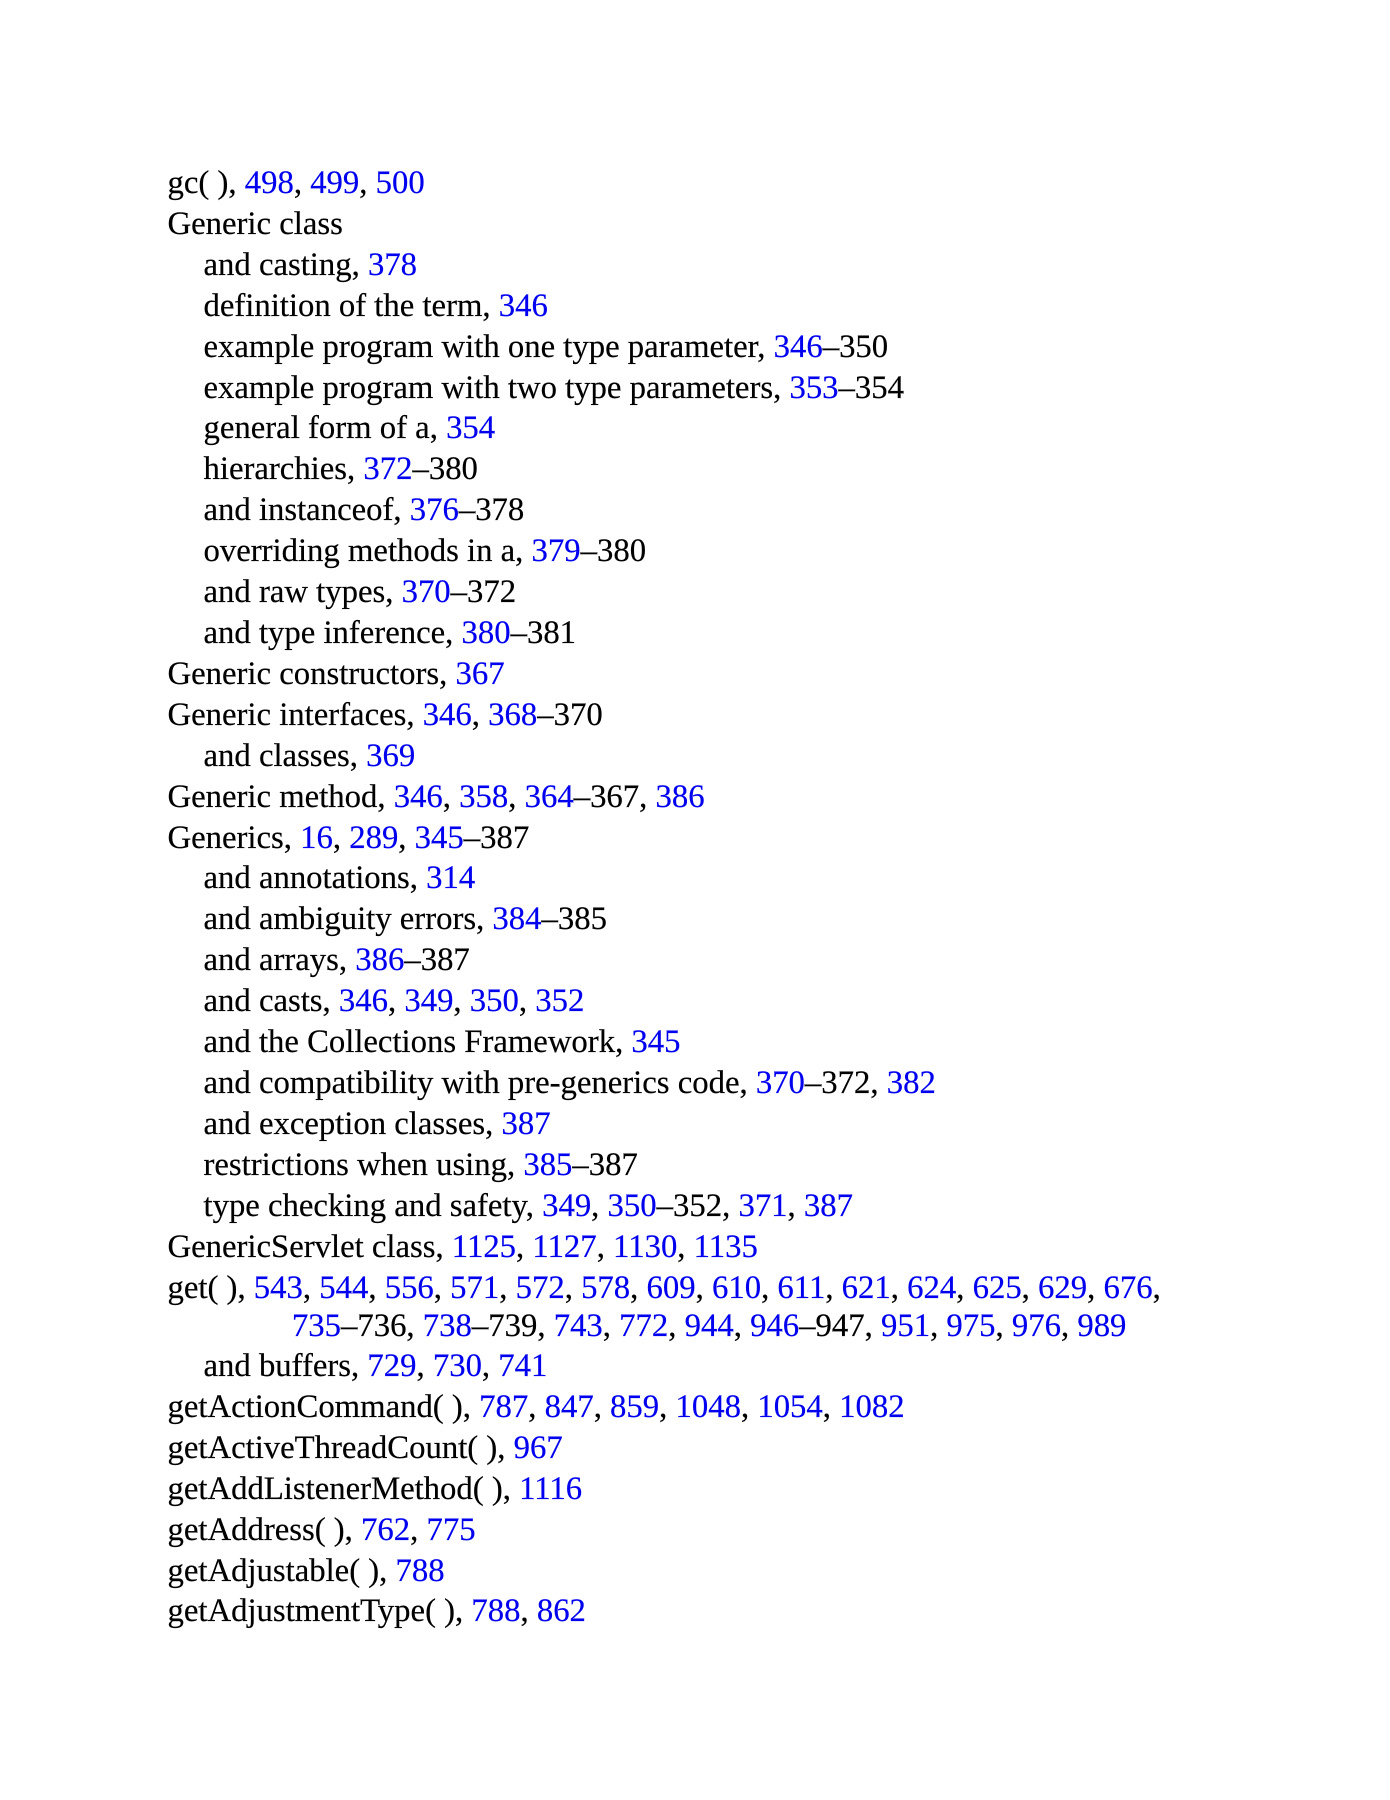 gc( ), 498, 499, 500
Generic class
and casting, 378
definition of the term, 346
example program with one type parameter, 346–350
example program with two type parameters, 353–354
general form of a, 354
hierarchies, 372–380
and instanceof, 376–378
overriding methods in a, 379–380
and raw types, 370–372
and type inference, 380–381
Generic constructors, 367
Generic interfaces, 346, 368–370
and classes, 369
Generic method, 346, 358, 364–367, 386
Generics, 16, 289, 345–387
and annotations, 314
and ambiguity errors, 384–385
and arrays, 386–387
and casts, 346, 349, 350, 352
and the Collections Framework, 345
and compatibility with pre-generics code, 370–372, 382
and exception classes, 387
restrictions when using, 385–387
type checking and safety, 349, 350–352, 371, 387
GenericServlet class, 1125, 1127, 1130, 1135
get( ), 543, 544, 556, 571, 572, 578, 609, 610, 611, 621, 624, 625, 629, 676,
735–736, 738–739, 743, 772, 944, 946–947, 951, 975, 976, 989
and buffers, 729, 730, 741
getActionCommand( ), 787, 847, 859, 1048, 1054, 1082
getActiveThreadCount( ), 967
getAddListenerMethod( ), 1116
getAddress( ), 762, 775
getAdjustable( ), 788
getAdjustmentType( ), 788, 862